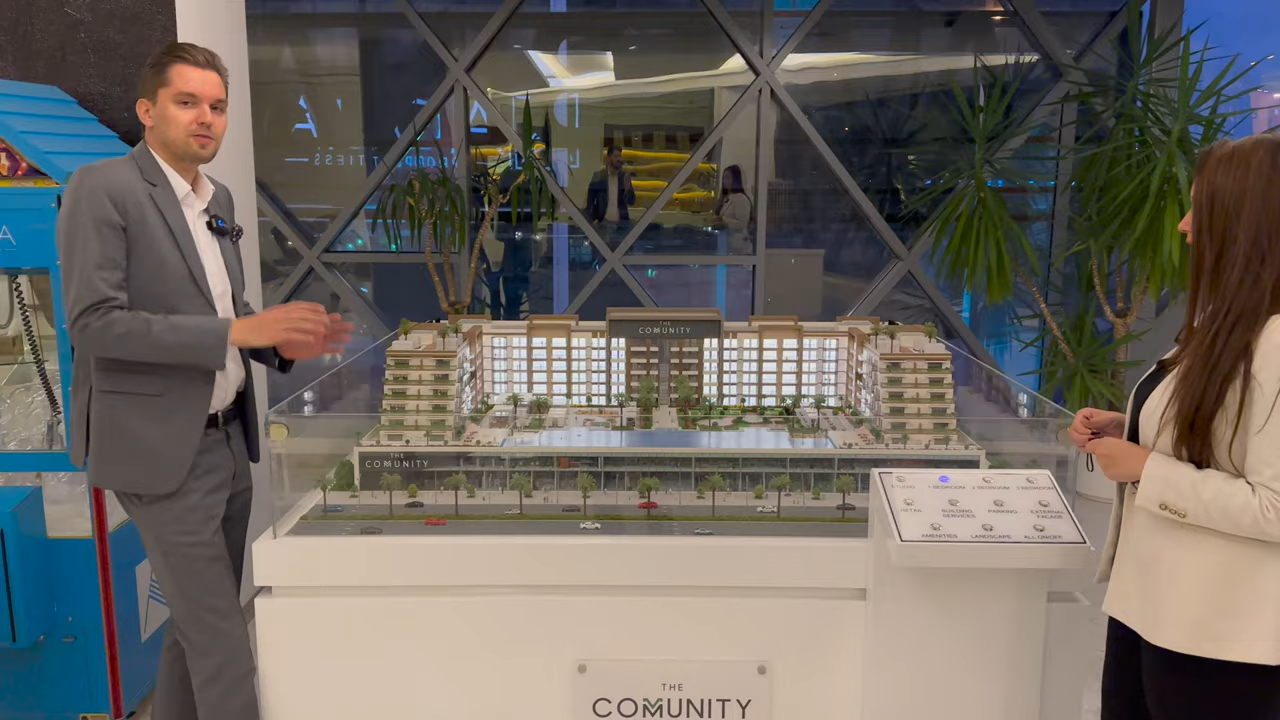 THE
COMUNITY
THE
COMUNITY
STUDIO
1 BEDROOM
2 BEDROOM
3 BEDROOM
RETAIL
BUILDING
SERVICES
PARKING
EXTERNAL
FACADE
AMENITIES
LANDSCAPE
ALL ON/OFF
THE
COMUNITY